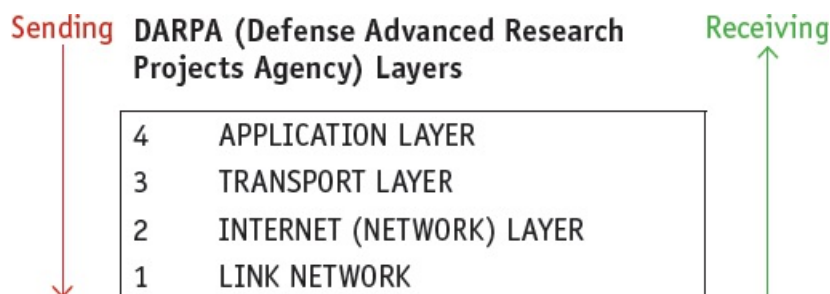 Sending
DARPA (Defense Advanced Research
Projects Agency) Layers
Receiving
4 APPLICATION LAYER
3 TRANSPORT LAYER
2 INTERNET (NETWORK) LAYER
1 LINK NETWORK